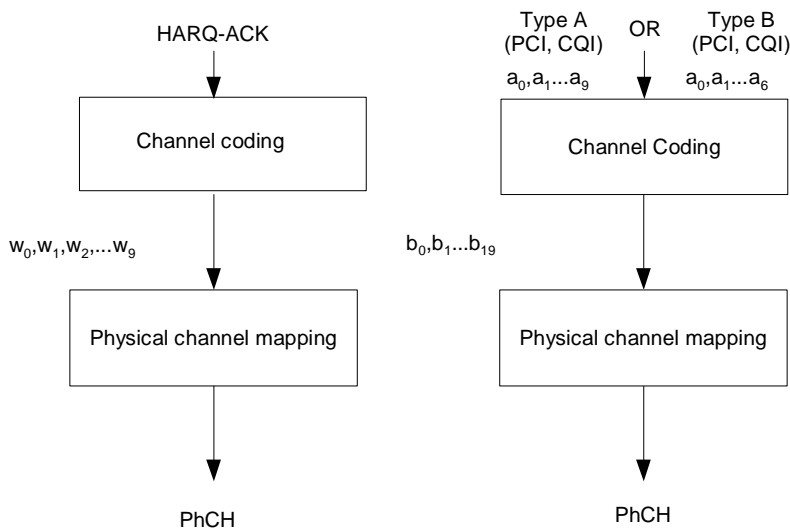 HARQ-ACK
Channel coding
w₀,w₁,w₂,...w₉
Physical channel mapping
PhCH
Type A
(PCI, CQI)
OR
Type B
(PCI, CQI)
a₀,a₁...a₉
a₀,a₁...a₆
Channel Coding
b₀,b₁...b₁₉
Physical channel mapping
PhCH